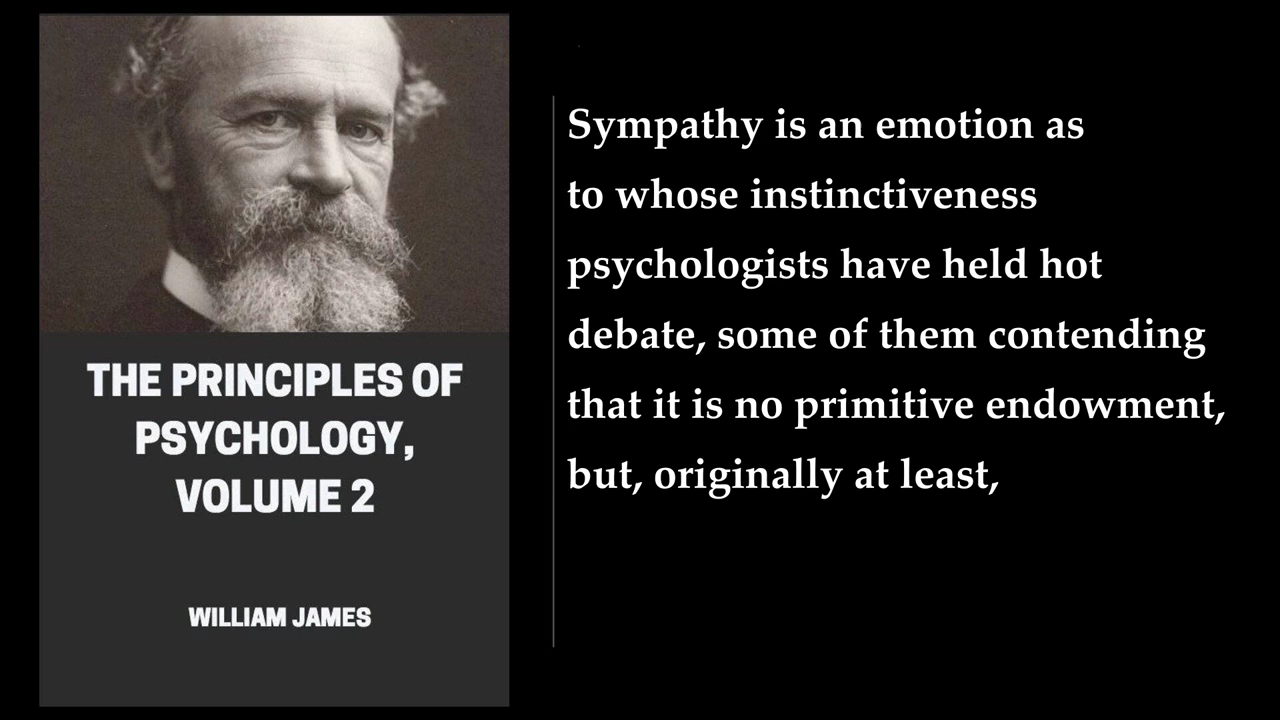 THE PRINCIPLES OF
PSYCHOLOGY,
VOLUME 2
WILLIAM JAMES
Sympathy is an emotion as
to whose instinctiveness
psychologists have held hot
debate, some of them contending
that it is no primitive endowment,
but, originally at least,